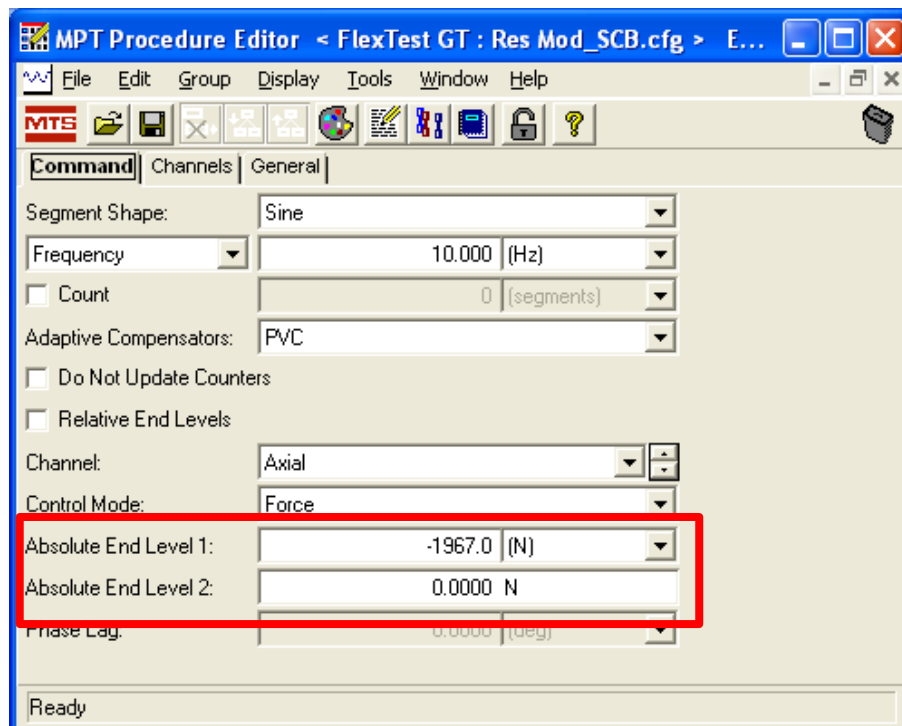 MPT Procedure Editor < FlexTest GT : Res Mod_SCB.cfg > E...
File Edit Group Display Tools Window Help
MTS
Command Channels General
Segment Shape: Sine
Frequency 10.000 (Hz)
Count 0 (segments)
Adaptive Compensators: PVC
Do Not Update Counters
Relative End Levels
Channel: Axial
Control Mode: Force
Absolute End Level 1: -1967.0 (N)
Absolute End Level 2: 0.0000 N
Phase Lag: 0.0000 (deg)
Ready